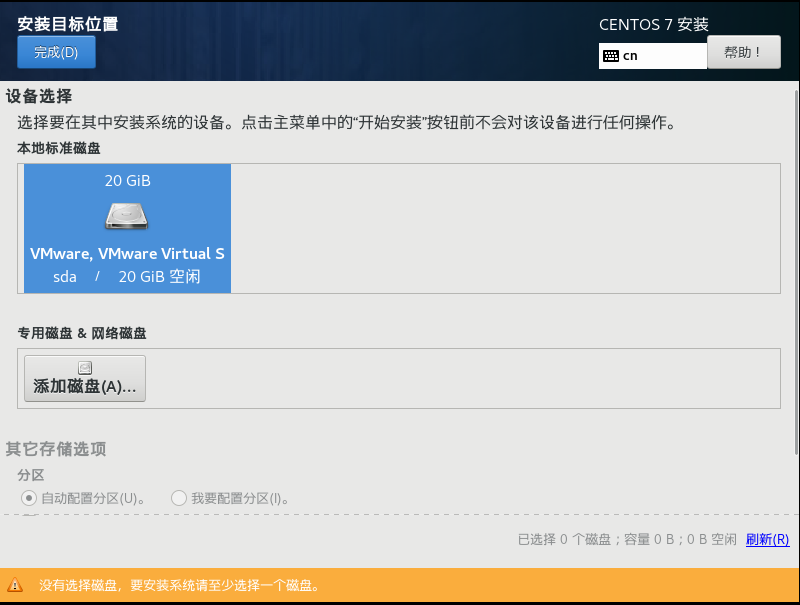 安装目标位置
CENTOS 7 安装
完成(D)
cn
帮助！
设备选择
选择要在其中安装系统的设备。点击主菜单中的“开始安装”按钮前不会对该设备进行任何操作。
本地标准磁盘
20 GiB
VMware, VMware Virtual S
sda / 20 GiB 空闲
专用磁盘 & 网络磁盘
添加磁盘(A)...
其它存储选项
分区
自动配置分区(U)。 我要配置分区(I)。
已选择 0 个磁盘；容量 0 B；0 B 空闲 刷新(R)
没有选择磁盘，要安装系统请至少选择一个磁盘。